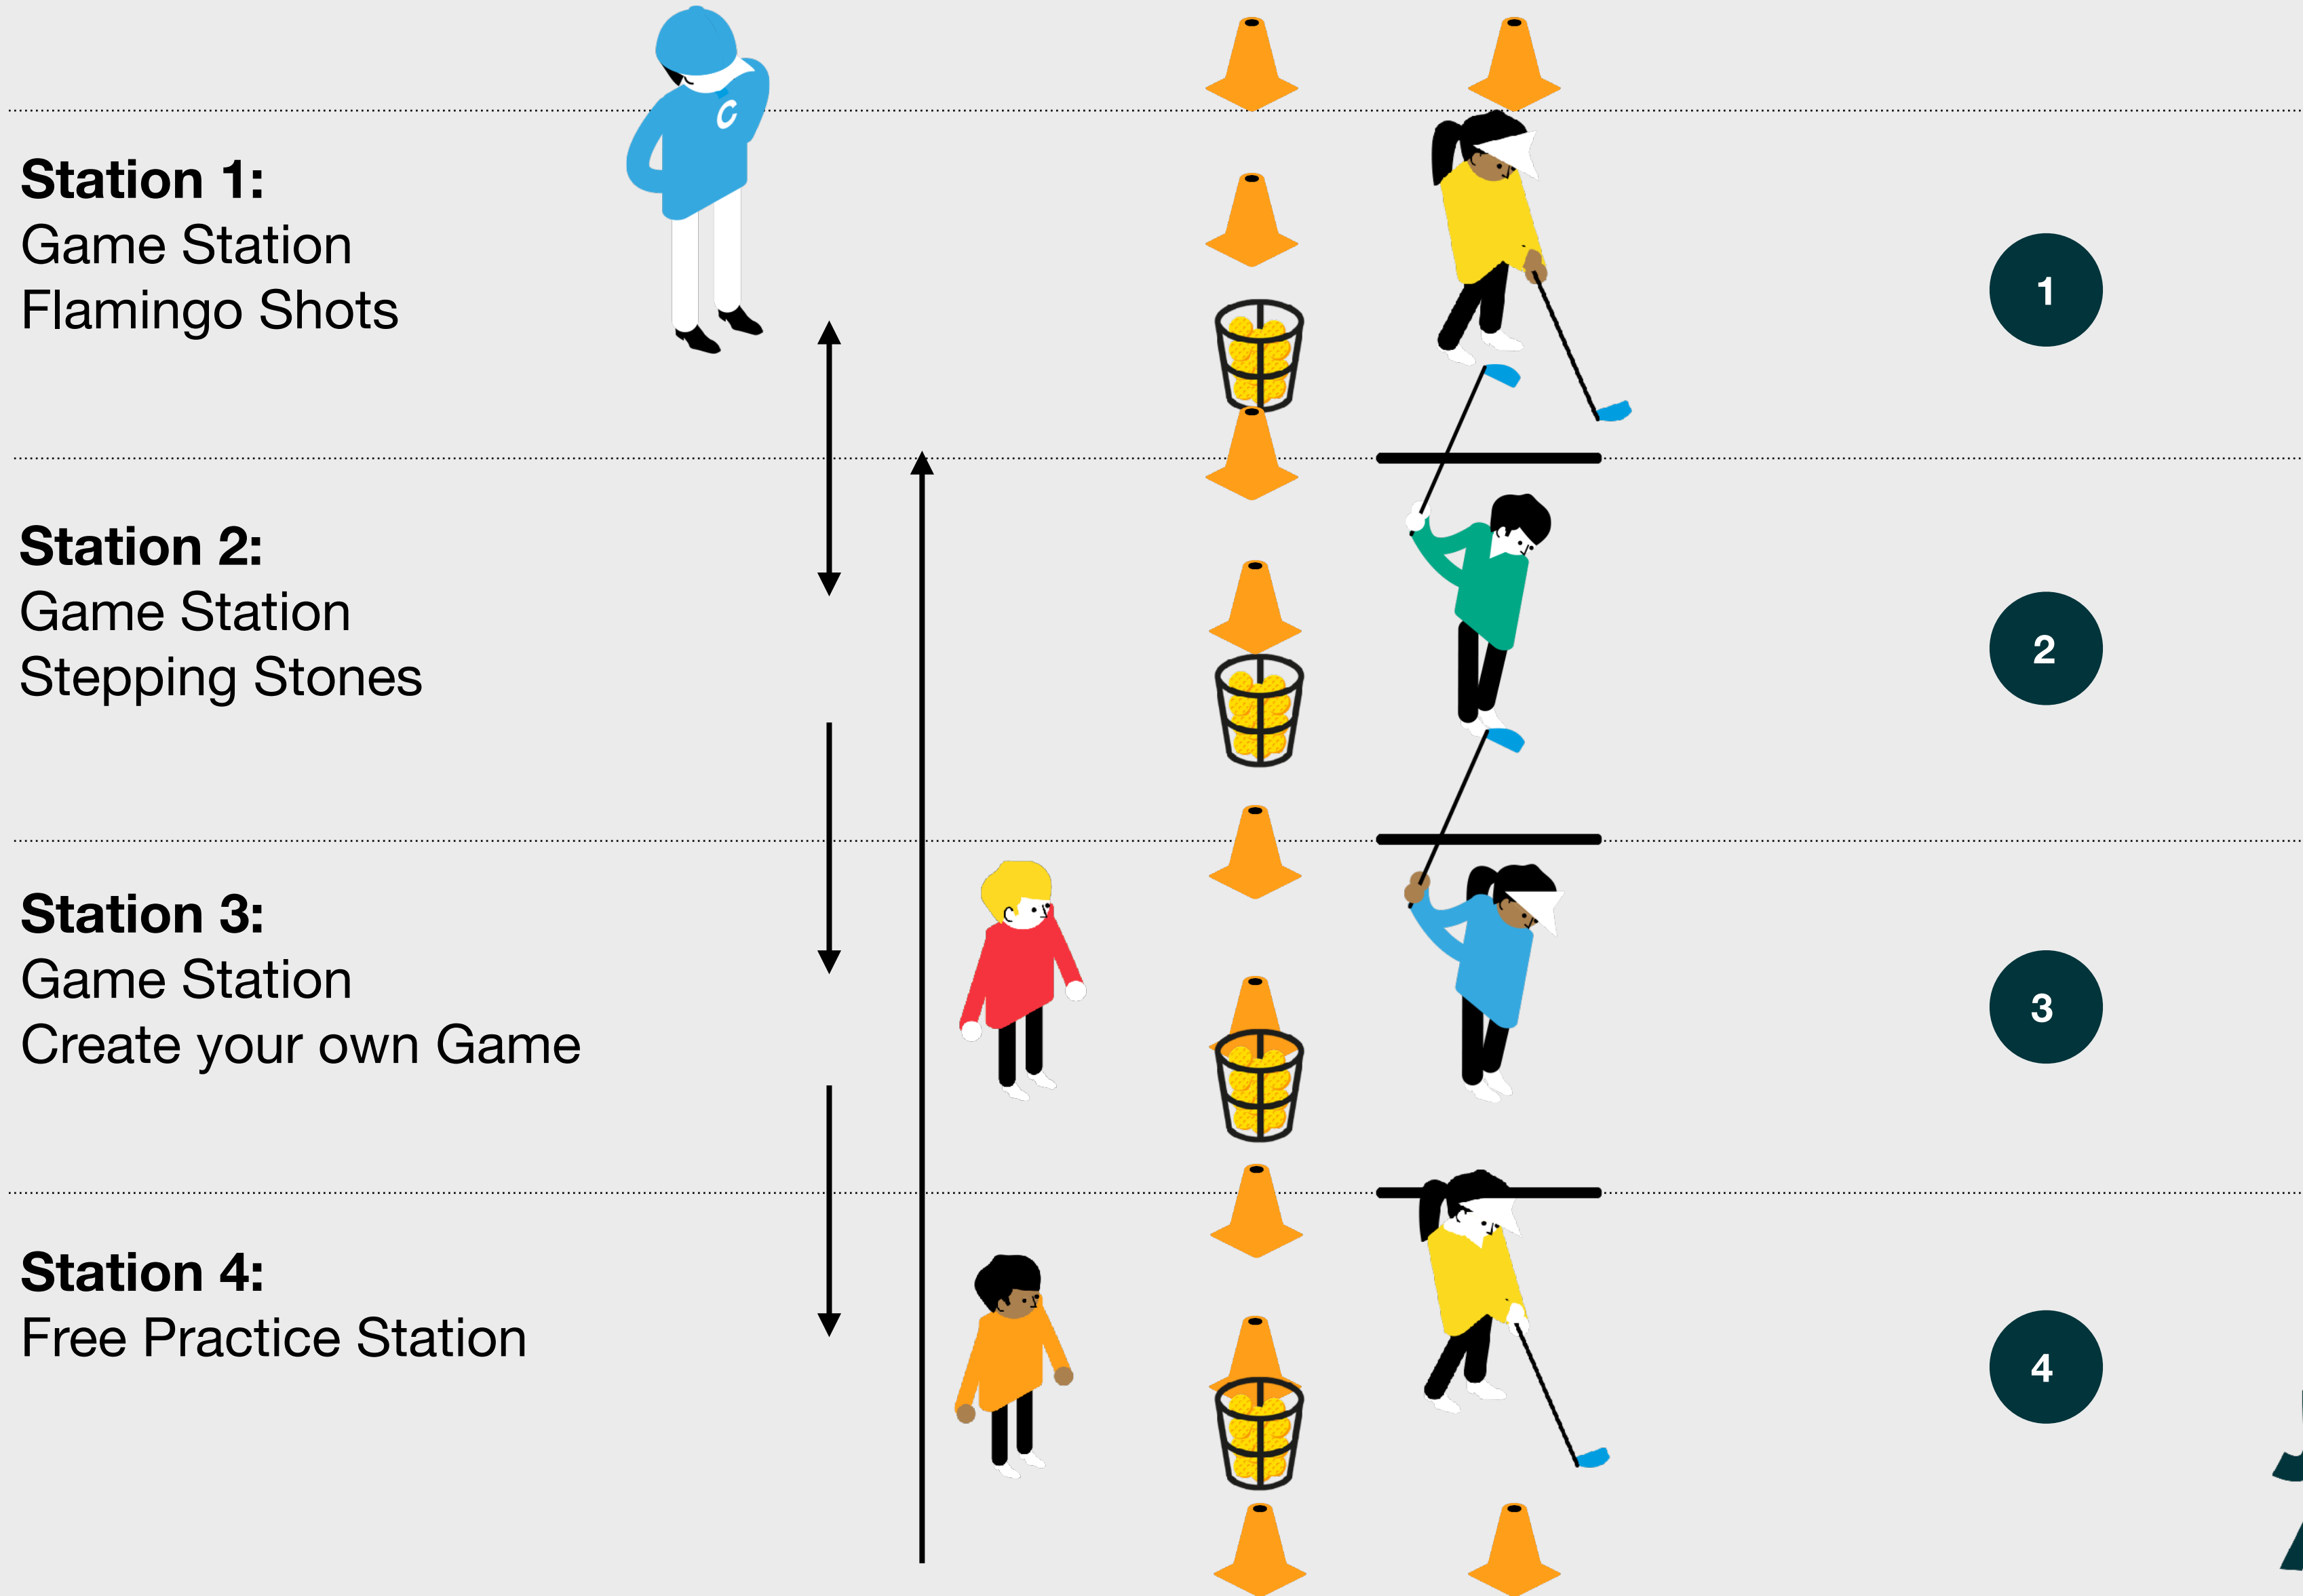 Station 1:
Game Station
Flamingo Shots
C
1
Station 2:
Game Station
Stepping Stones
2
Station 3:
Game Station
Create your own Game
3
Station 4:
Free Practice Station
4